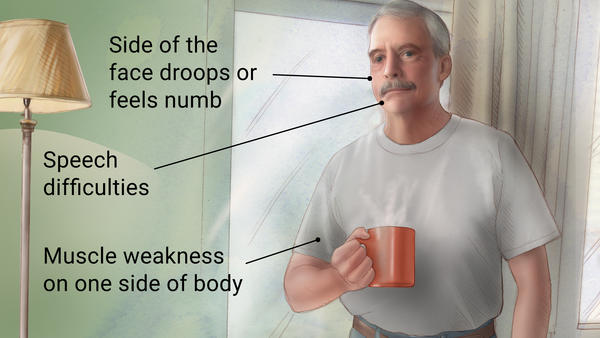 Side of the
face droops or
feels numb
Speech
difficulties
Muscle weakness
on one side of body